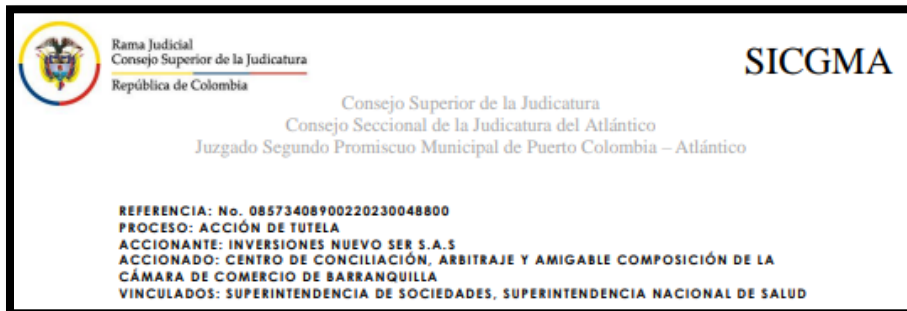 Rama Judicial
Consejo Superior de la Judicatura
República de Colombia
SICGMA
Consejo Superior de la Judicatura
Consejo Seccional de la Judicatura del Atlántico
Juzgado Segundo Promiscuo Municipal de Puerto Colombia – Atlántico
REFERENCIA: No. 08573408900220230048800
PROCESO: ACCIÓN DE TUTELA
ACCIONANTE: INVERSIONES NUEVO SER S.A.S
ACCIONADO: CENTRO DE CONCILIACIÓN, ARBITRAJE Y AMIGABLE COMPOSICIÓN DE LA
CÁMARA DE COMERCIO DE BARRANQUILLA
VINCULADOS: SUPERINTENDENCIA DE SOCIEDADES, SUPERINTENDENCIA NACIONAL DE SALUD